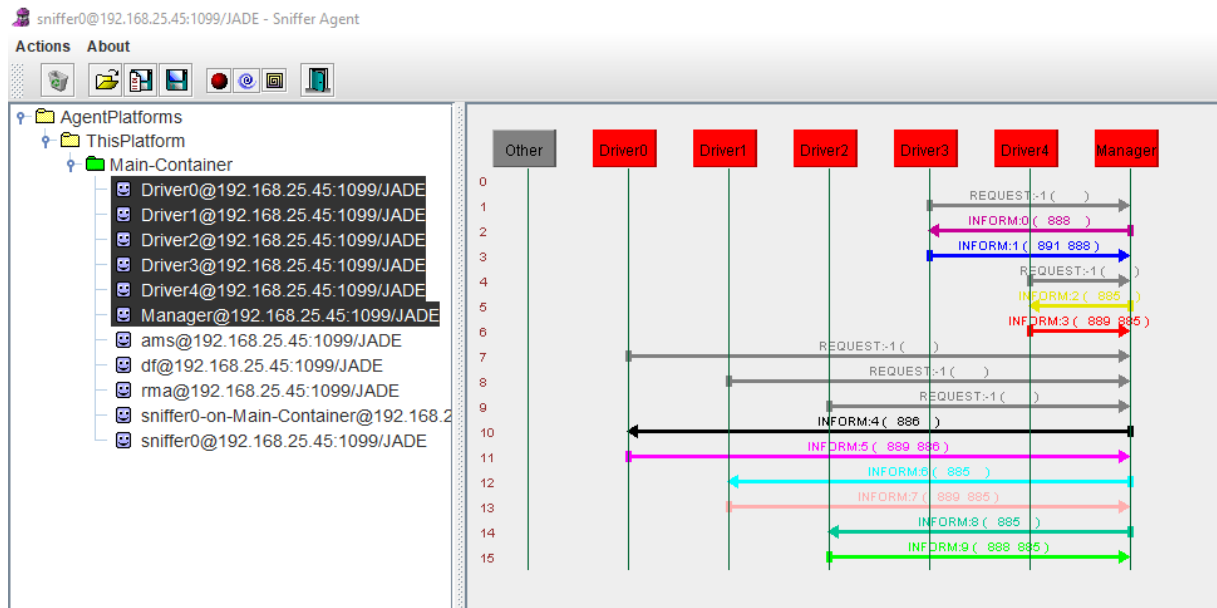 sniffer0@192.168.25.45:1099/JADE - Sniffer Agent
Actions About
AgentPlatforms
ThisPlatform
Main-Container
Driver0@192.168.25.45:1099/JADE
Driver1@192.168.25.45:1099/JADE
Driver2@192.168.25.45:1099/JADE
Driver3@192.168.25.45:1099/JADE
Driver4@192.168.25.45:1099/JADE
Manager@192.168.25.45:1099/JADE
ams@192.168.25.45:1099/JADE
df@192.168.25.45:1099/JADE
rma@192.168.25.45:1099/JADE
sniffer0-on-Main-Container@192.168.2
sniffer0@192.168.25.45:1099/JADE
Other Driver0 Driver1 Driver2 Driver3 Driver4 Manager
0
REQUEST:-1 ( )
1
INFORM:0 ( 888 )
2
INFORM:1 ( 891 888 )
3
REQUEST:-1 ( )
4
INFORM:2 ( 885 )
5
INFORM:3 ( 889 885 )
6
REQUEST:-1 ( )
7
REQUEST:-1 ( )
8
REQUEST:-1 ( )
9
INFORM:4 ( 886 )
10
INFORM:5 ( 889 886 )
11
INFORM:6 ( 885 )
12
INFORM:7 ( 889 885 )
13
INFORM:8 ( 885 )
14
INFORM:9 ( 888 885 )
15